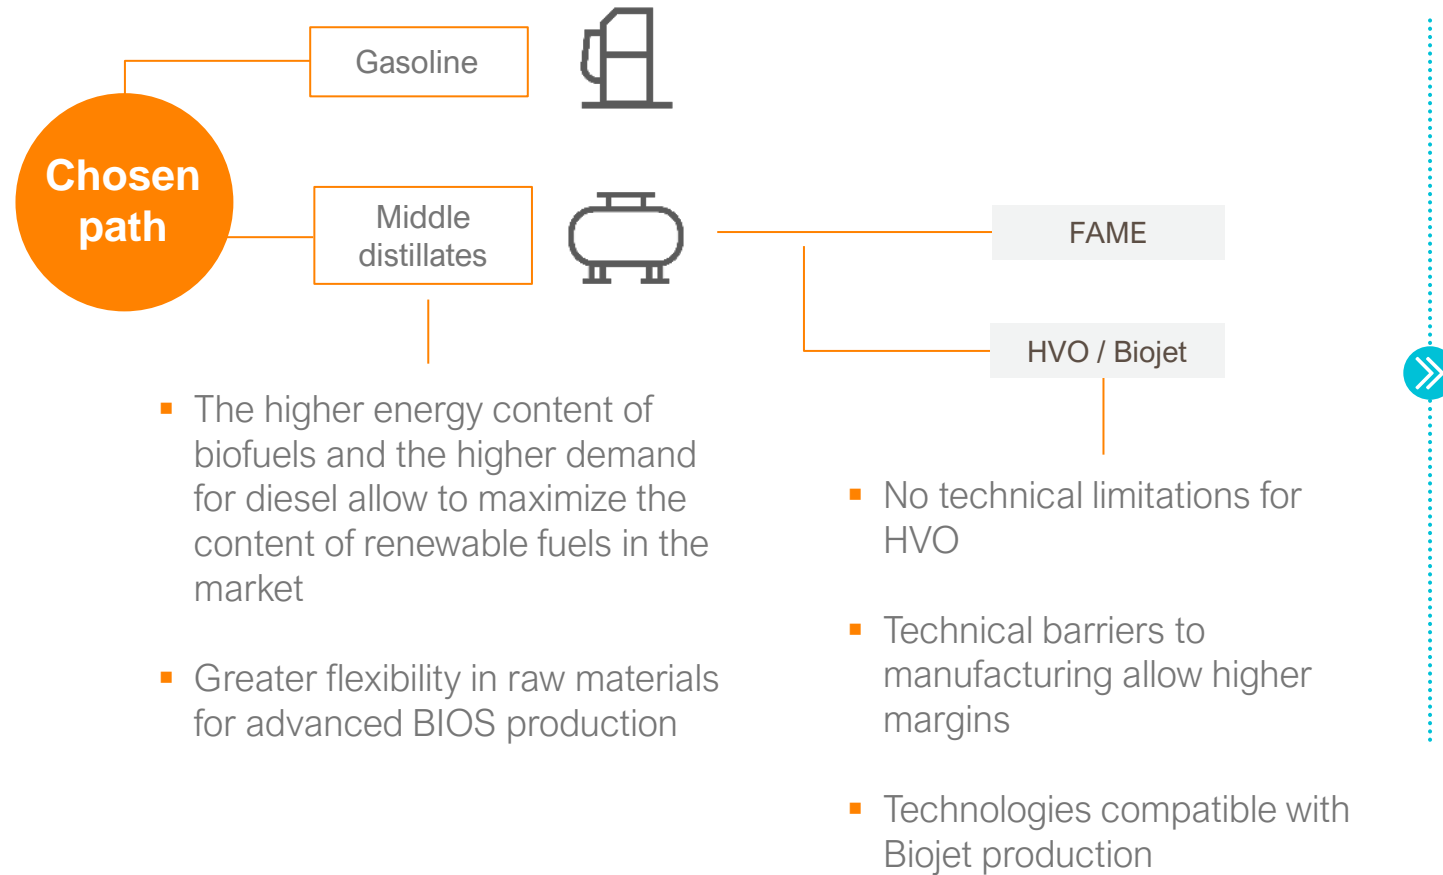 Gasoline
Chosen
path
Middle
distillates
FAME
HVO / Biojet
▪ The higher energy content of
biofuels and the higher demand
for diesel allow to maximize the
content of renewable fuels in the
market
▪ Greater flexibility in raw materials
for advanced BIOS production
▪ No technical limitations for
HVO
▪ Technical barriers to
manufacturing allow higher
margins
▪ Technologies compatible with
Biojet production